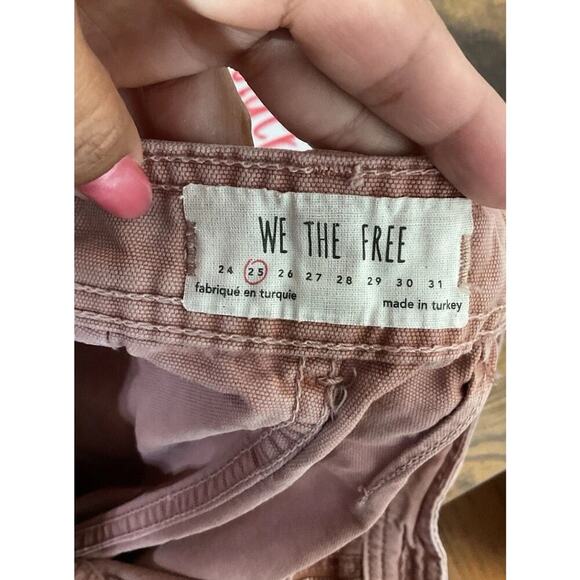 WE THE FREE
24 25 26 27 28 29 30 31
fabriqué en turquie made in turkey